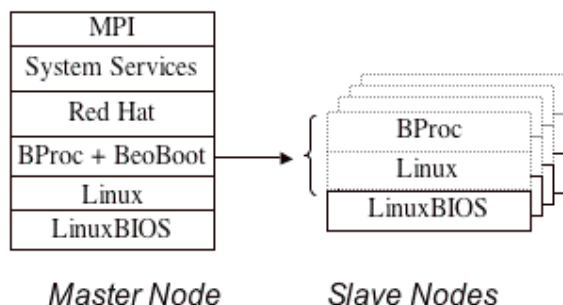 MPI
System Services
Red Hat
BProc + BeoBoot
Linux
LinuxBIOS
Master Node
BProc
Linux
LinuxBIOS
Slave Nodes